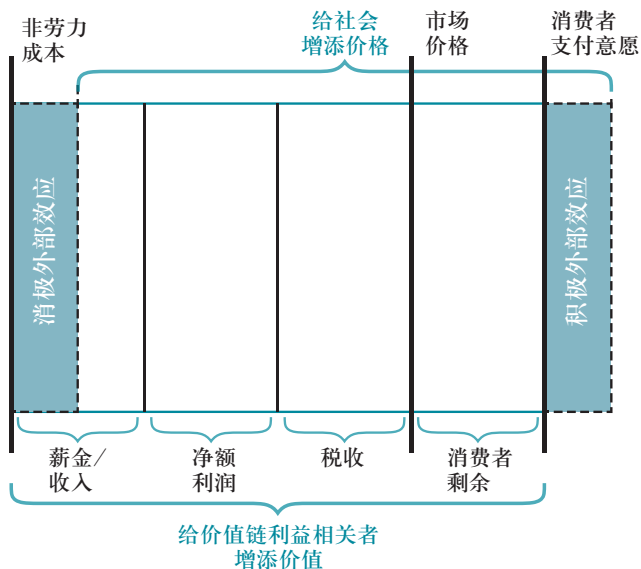 非劳力
成本
给社会
增添价格
市场
价格
消费者
支付意愿
消极外部效应
积极外部效应
薪金/
收入
净额
利润
税收
消费者
剩余
给价值链利益相关者
增添价值